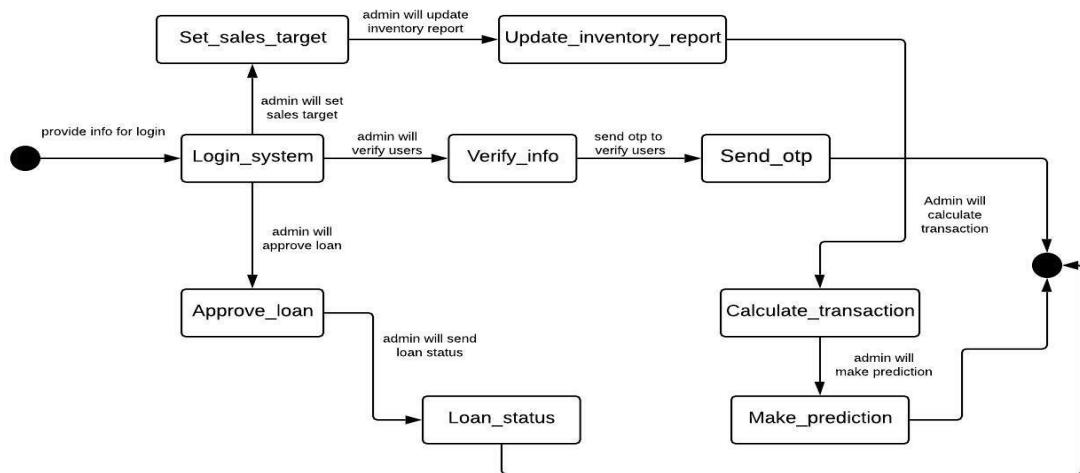 Set_sales_target
admin will update
inventory report
Update_inventory_report
admin will set
sales target
provide info for login
Login_system
admin will
verify users
Verify_info
send otp to
verify users
Send_otp
Admin will
calculate
transaction
admin will
approve loan
Approve_loan
admin will send
loan status
Calculate_transaction
admin will
make prediction
Loan_status
Make_prediction